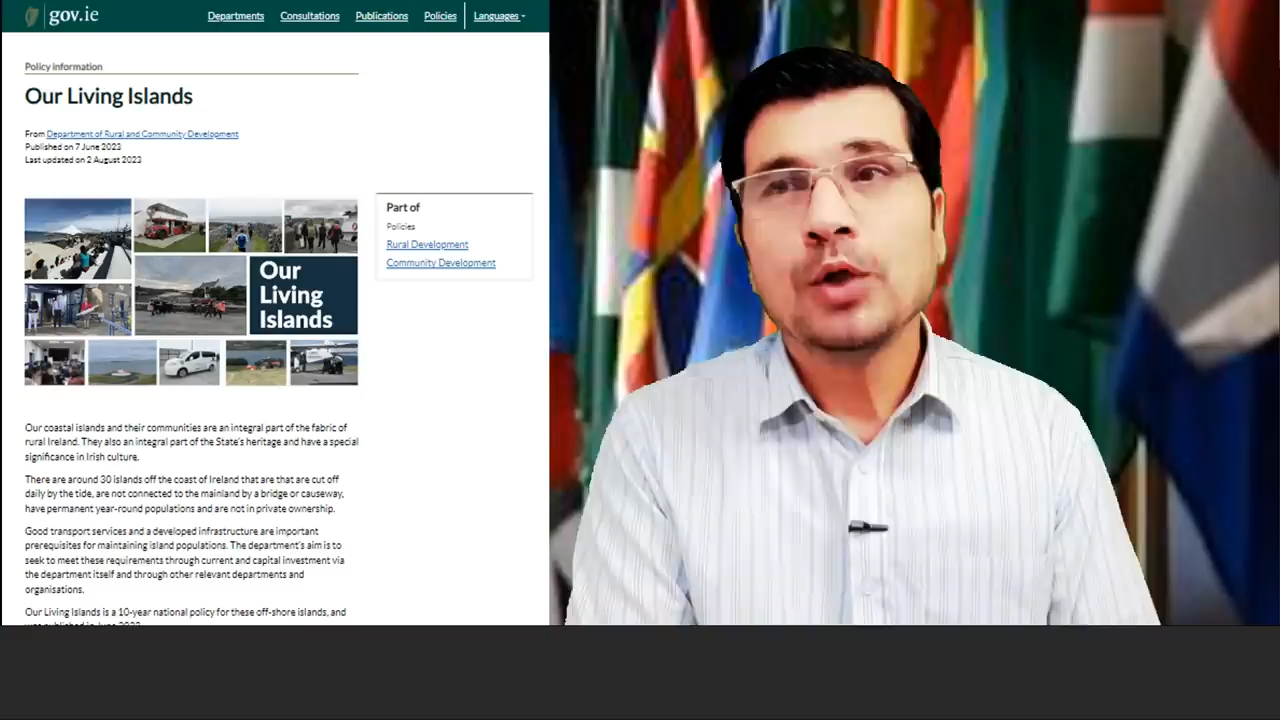 gov.ie
Departments Consultations Publications Policies Languages
Policy information
Our Living Islands
From Department of Rural and Community Development
Published on 7 June 2023
Last updated on 2 August 2023
Our
Living
Islands
Part of
Policies
Rural Development
Community Development
Our coastal islands and their communities are an integral part of the fabric of
rural Ireland. They also an integral part of the State's heritage and have a special
significance in Irish culture.
There are around 30 islands off the coast of Ireland that are that are cut off
daily by the tide, are not connected to the mainland by a bridge or causeway,
have permanent year-round populations and are not in private ownership.
Good transport services and a developed infrastructure are important
prerequisites for maintaining island populations. The department's aim is to
seek to meet these requirements through current and capital investment via
the department itself and through other relevant departments and
organisations.
Our Living Islands is a 10-year national policy for these off-shore islands, and